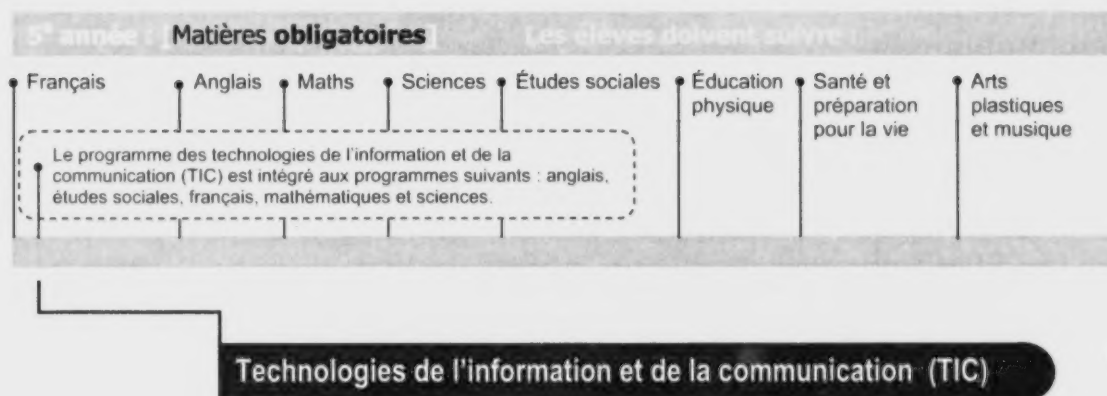 5e année : [Matières obligatoires] Les élèves doivent suivre :
Français Anglais Maths Sciences Études sociales Éducation physique Santé et préparation pour la vie Arts plastiques et musique
Le programme des technologies de l'information et de la
communication (TIC) est intégré aux programmes suivants : anglais,
études sociales, français, mathématiques et sciences.
Technologies de l'information et de la communication (TIC)